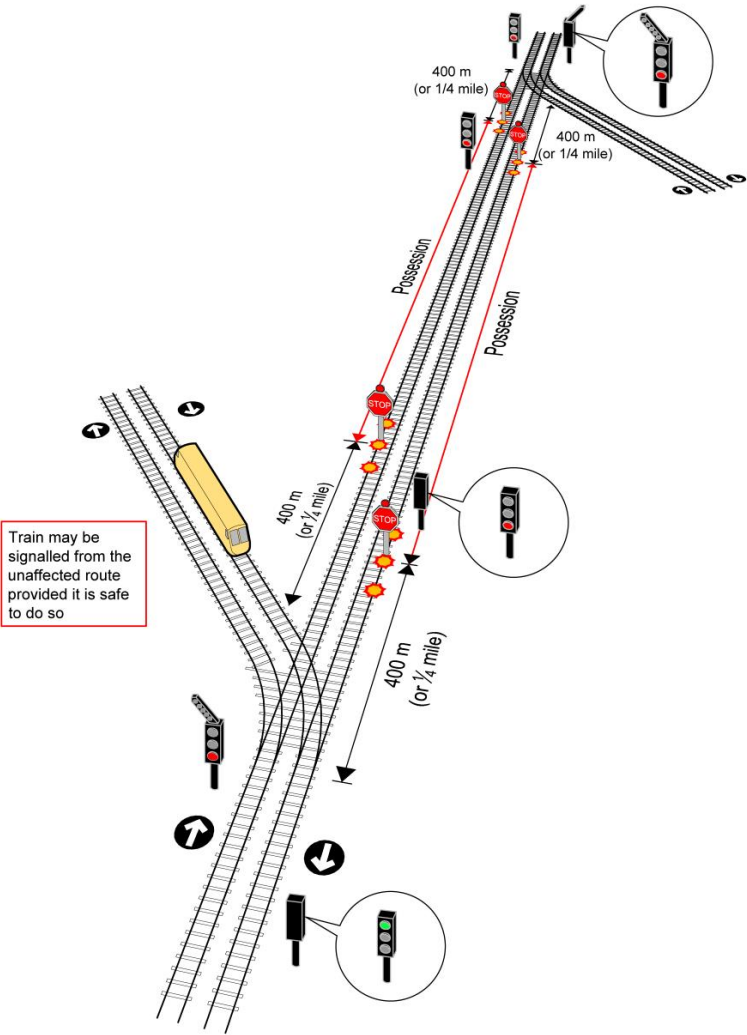 400 m
(or 1/4 mile)
STOP
STOP
400 m
(or 1/4 mile)
Possession
Possession
STOP
400 m
(or ¼ mile)
STOP
Train may be
signalled from the
unaffected route
provided it is safe
to do so
400 m
(or ¼ mile)